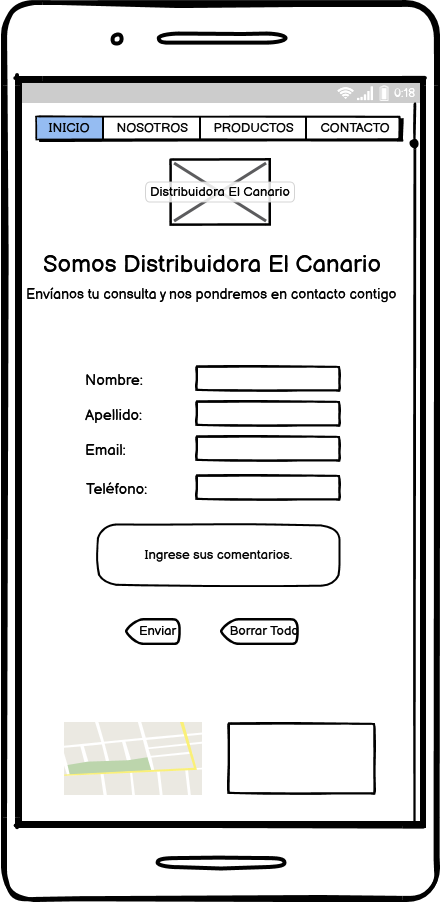 0:18
INICIO NOSOTROS PRODUCTOS CONTACTO
Distribuidora El Canario
Somos Distribuidora El Canario
Envíanos tu consulta y nos pondremos en contacto contigo
Nombre:
Apellido:
Email:
Teléfono:
Ingrese sus comentarios.
Enviar Borrar Todo